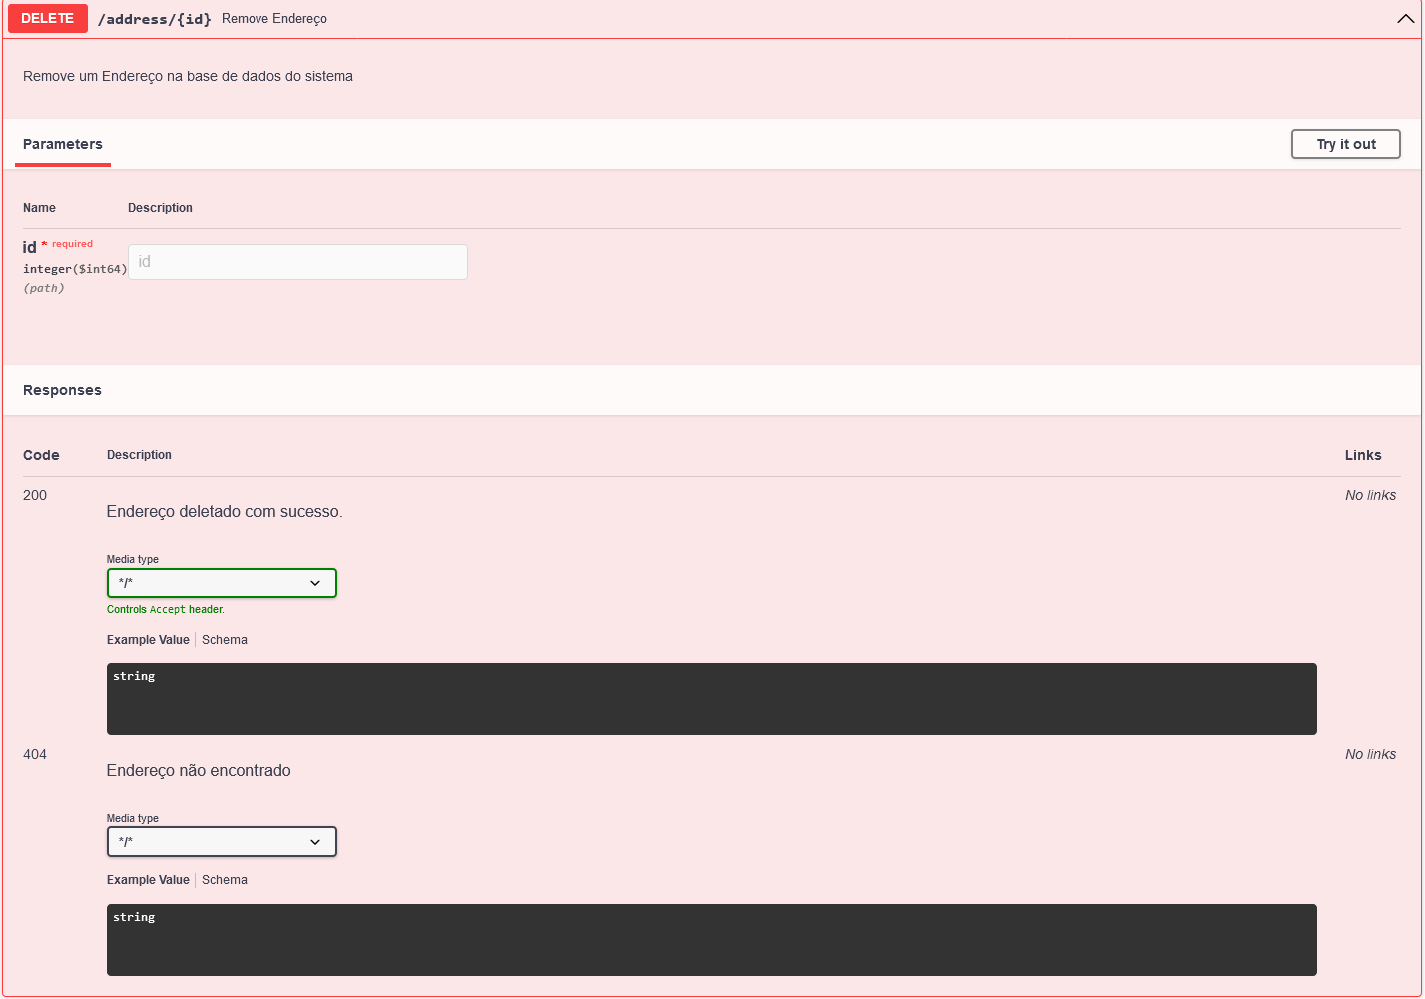 DELETE /address/{id} Remove Endereço
Remove um Endereço na base de dados do sistema
Parameters Try it out
Name Description
id * required
integer($int64)
(path)
id
Responses
Code Description Links
200 No links
Endereço deletado com sucesso.
Media type
*/*
Controls Accept header.
Example Value Schema
string
404 No links
Endereço não encontrado
Media type
*/*
Example Value Schema
string